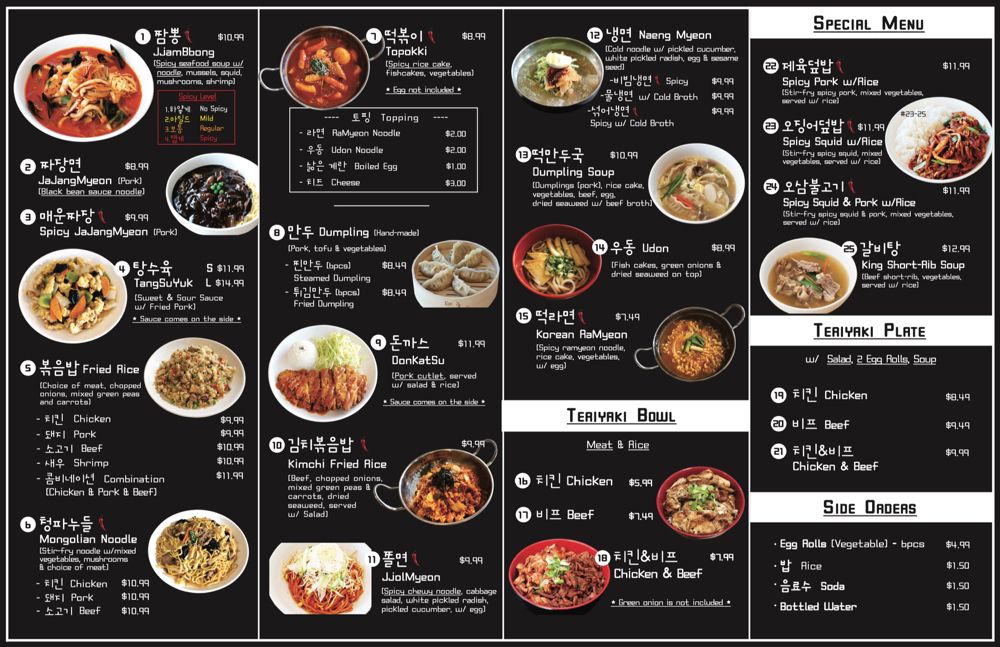 1 짬뽕 $10.99
JJamBbong
(Spicy seafood soup w/
noodle, mussels, squid,
mushrooms, shrimp)
Spicy Level
1.하얗게 No Spicy
2.마일드 Mild
3.보통 Regular
4.맵게 Spicy
2 짜장면 $8.99
JaJangMyeon (Pork)
(Black bean sauce noodle)
3 매운짜장 $9.99
Spicy JaJangMyeon (Pork)
4 탕수육 S $11.99
TangSuYuk L $14.99
(Sweet & Sour Sauce
w/ Fried Pork)
* Sauce comes on the side *
5 볶음밥 Fried Rice
(Choice of meat, chopped
onions, mixed green peas
and carrots)
- 치킨 Chicken $9.99
- 돼지 Pork $9.99
- 소고기 Beef $10.99
- 새우 Shrimp $10.99
- 콤비네이션 Combination $11.99
(Chicken & Pork & Beef)
6 청파누들
Mongolian Noodle
(Stir-fry noodle w/mixed
vegetables, mushrooms
& choice of meat)
- 치킨 Chicken $10.99
- 돼지 Pork $10.99
- 소고기 Beef $10.99
7 떡볶이 $8.99
Topokki
(Spicy rice cake,
fishcakes, vegetables)
* Egg not included *
---- 토핑 Topping ----
- 라면 RaMyeon Noodle $2.00
- 우동 Udon Noodle $2.00
- 삶은 계란 Boiled Egg $1.00
- 치즈 Cheese $3.00
8 만두 Dumpling (Hand-made)
(Pork, tofu & vegetables)
- 찐만두 (6pcs) $8.49
Steamed Dumpling
- 튀김만두 (6pcs) $8.49
Fried Dumpling
9 돈까스 $11.99
DonKatSu
(Pork cutlet, served
w/ salad & rice)
* Sauce comes on the side *
10 김치볶음밥 $9.99
Kimchi Fried Rice
(Beef, chopped onions,
mixed green peas &
carrots, dried
seaweed, served
w/ Salad)
11 쫄면 $9.99
JJolMyeon
(Spicy chewy noodle, cabbage
salad, white pickled radish,
pickled cucumber, w/ egg)
12 냉면 Naeng Myeon
(Cold noodle w/ pickled cucumber,
white pickled radish, egg & sesame
seed)
-비빔냉면 Spicy $9.99
-물냉면 w/ Cold Broth $9.99
-섞어냉면 $9.99
Spicy w/ Cold Broth
13 떡만두국 $10.99
Dumpling Soup
(Dumplings (pork), rice cake,
vegetables, beef, egg,
dried seaweed w/ beef broth)
14 우동 Udon $8.99
(Fish cakes, green onions &
dried seaweed on top)
15 떡라면 $7.49
Korean RaMyeon
(Spicy ramyeon noodle,
rice cake, vegetables,
w/ egg)
TERIYAKI BOWL
Meat & Rice
16 치킨 Chicken $5.99
17 비프 Beef $7.49
18 치킨&비프 $7.99
Chicken & Beef
* Green onion is not included *
SPECIAL MENU
22 제육덮밥 $11.99
Spicy Pork w/Rice
(Stir-fry spicy pork, mixed vegetables,
served w/ rice)
#23-25
23 오징어덮밥 $11.99
Spicy Squid w/Rice
(Stir-fry spicy squid, mixed
vegetables, served w/ rice)
24 오삼불고기 $11.99
Spicy Squid & Pork w/Rice
(Stir-fry spicy squid & pork, mixed vegetables,
served w/ rice)
25 갈비탕 $12.99
King Short-Rib Soup
(Beef short-rib, vegetables,
served w/ rice)
TERIYAKI PLATE
w/ Salad, 2 Egg Rolls, Soup
19 치킨 Chicken $8.49
20 비프 Beef $9.49
21 치킨&비프 $9.99
Chicken & Beef
SIDE ORDERS
· Egg Rolls (Vegetable) - 6pcs $4.99
· 밥 Rice $1.50
· 음료수 Soda $1.50
· Bottled Water $1.50